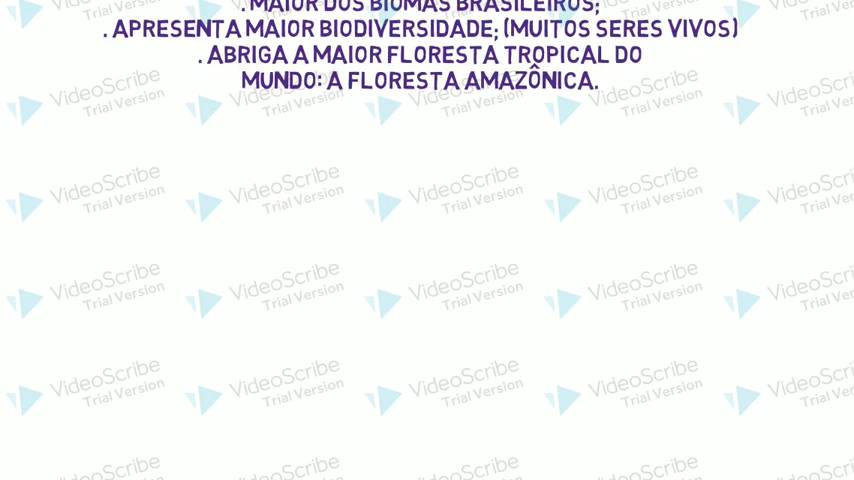 . MAIOR DOS BIOMAS BRASILEIROS;
. APRESENTA MAIOR BIODIVERSIDADE; (MUITOS SERES VIVOS)
. ABRIGA A MAIOR FLORESTA TROPICAL DO
MUNDO: A FLORESTA AMAZÔNICA.
VideoScribe
Trial Version